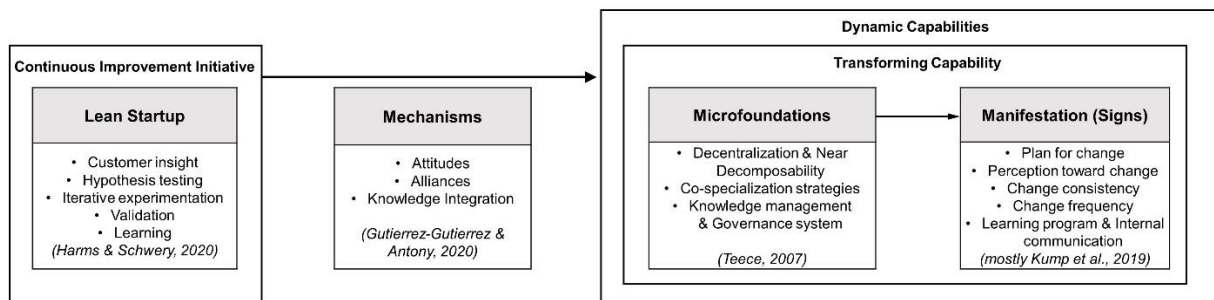 Continuous Improvement Initiative
Lean Startup
• Customer insight
• Hypothesis testing
• Iterative experimentation
• Validation
• Learning
(Harms & Schwery, 2020)
Mechanisms
• Attitudes
• Alliances
• Knowledge Integration
(Gutierrez-Gutierrez &
Antony, 2020)
Dynamic Capabilities
Transforming Capability
Microfoundations
• Decentralization & Near
Decomposability
• Co-specialization strategies
• Knowledge management
& Governance system
(Teece, 2007)
Manifestation (Signs)
• Plan for change
• Perception toward change
• Change consistency
• Change frequency
• Learning program & Internal
communication
(mostly Kump et al., 2019)